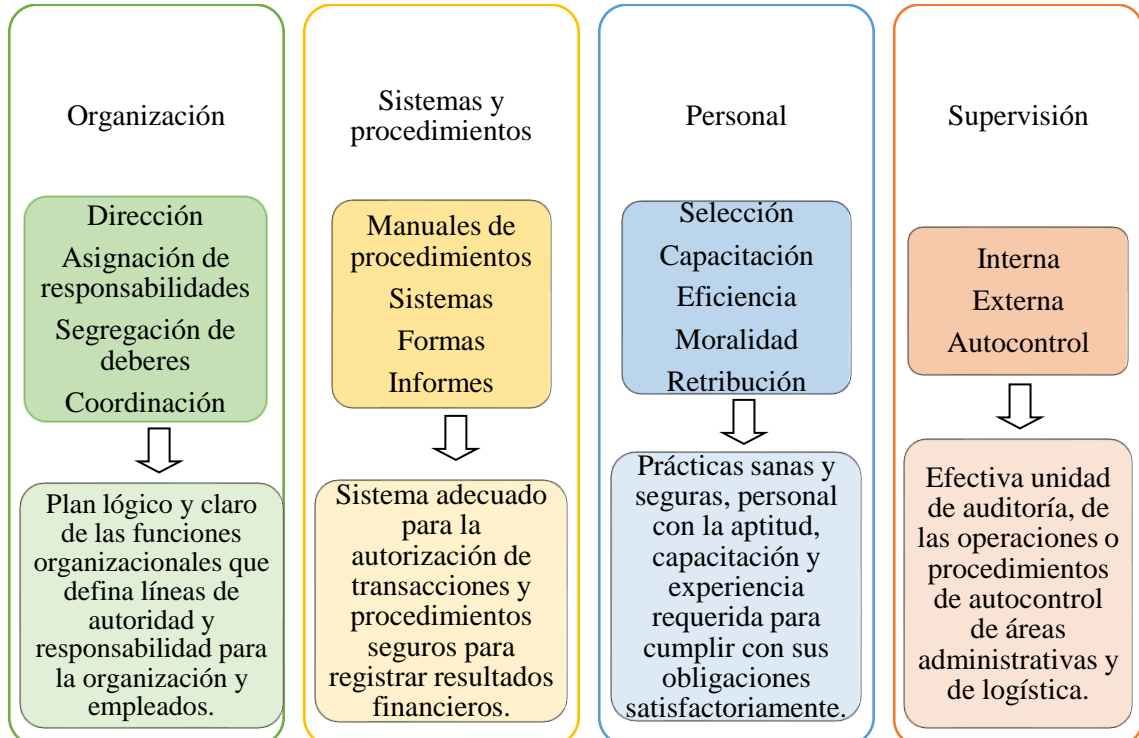 Organización
Dirección
Asignación de
responsabilidades
Segregación de
deberes
Coordinación
Plan lógico y claro
de las funciones
organizacionales que
defina líneas de
autoridad y
responsabilidad para
la organización y
empleados.
Sistemas y
procedimientos
Manuales de
procedimientos
Sistemas
Formas
Informes
Sistema adecuado
para la
autorización de
transacciones y
procedimientos
seguros para
registrar resultados
financieros.
Personal
Selección
Capacitación
Eficiencia
Moralidad
Retribución
Prácticas sanas y
seguras, personal
con la aptitud,
capacitación y
experiencia
requerida para
cumplir con sus
obligaciones
satisfactoriamente.
Supervisión
Interna
Externa
Autocontrol
Efectiva unidad
de auditoría, de
las operaciones o
procedimientos
de autocontrol
de áreas
administrativas y
de logística.